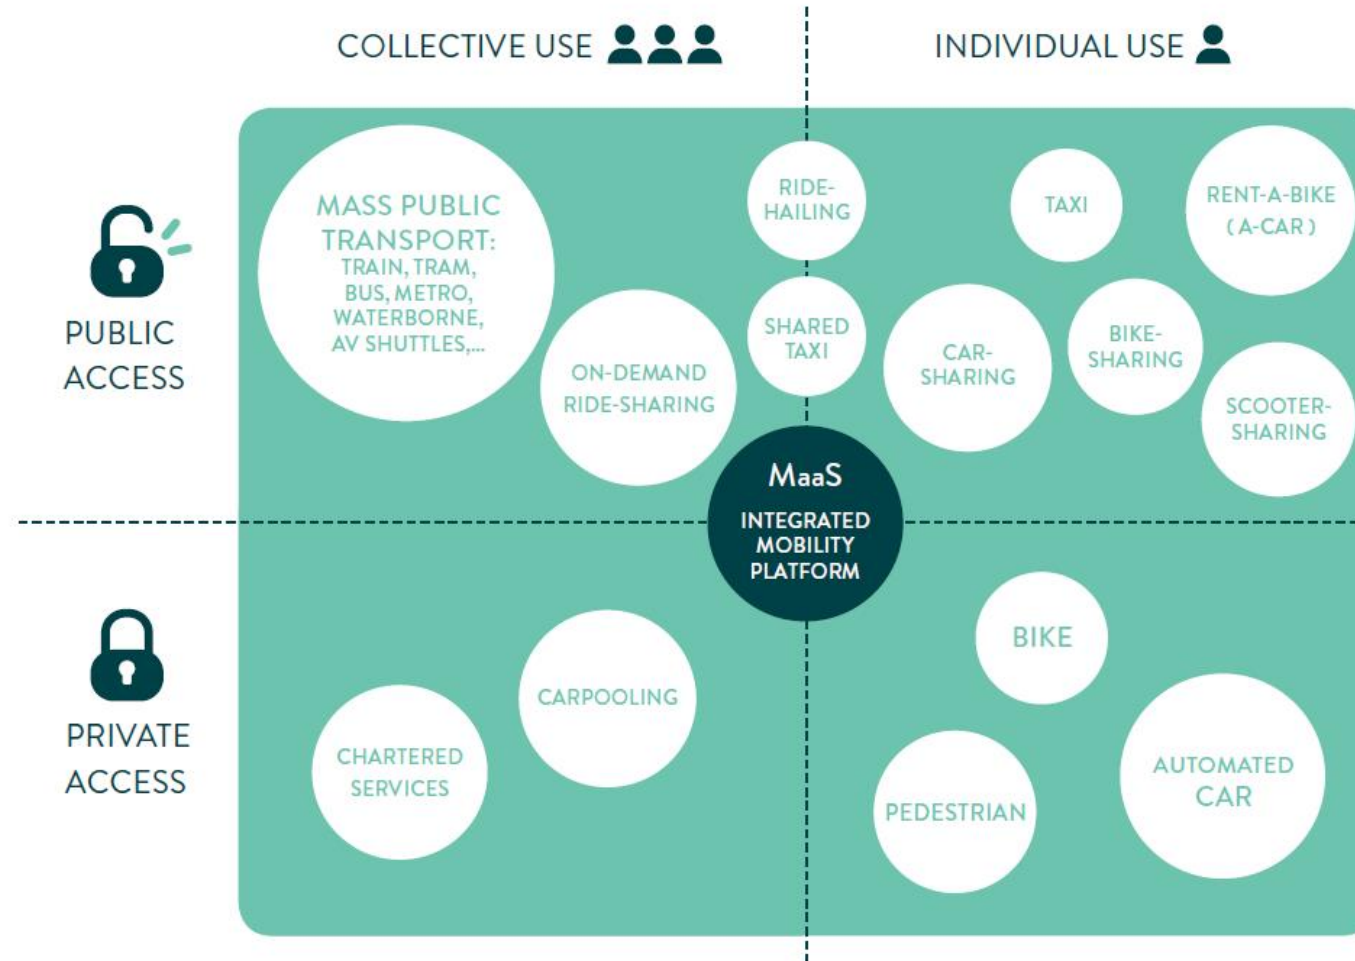 COLLECTIVE USE
INDIVIDUAL USE
PUBLIC
ACCESS
MASS PUBLIC
TRANSPORT:
TRAIN, TRAM,
BUS, METRO,
WATERBORNE,
AV SHUTTLES,...
ON-DEMAND
RIDE-SHARING
RIDE-
HAILING
SHARED
TAXI
TAXI
RENT-A-BIKE
( A-CAR )
CAR-
SHARING
BIKE-
SHARING
SCOOTER-
SHARING
MaaS
INTEGRATED
MOBILITY
PLATFORM
PRIVATE
ACCESS
CHARTERED
SERVICES
CARPOOLING
BIKE
PEDESTRIAN
AUTOMATED
CAR